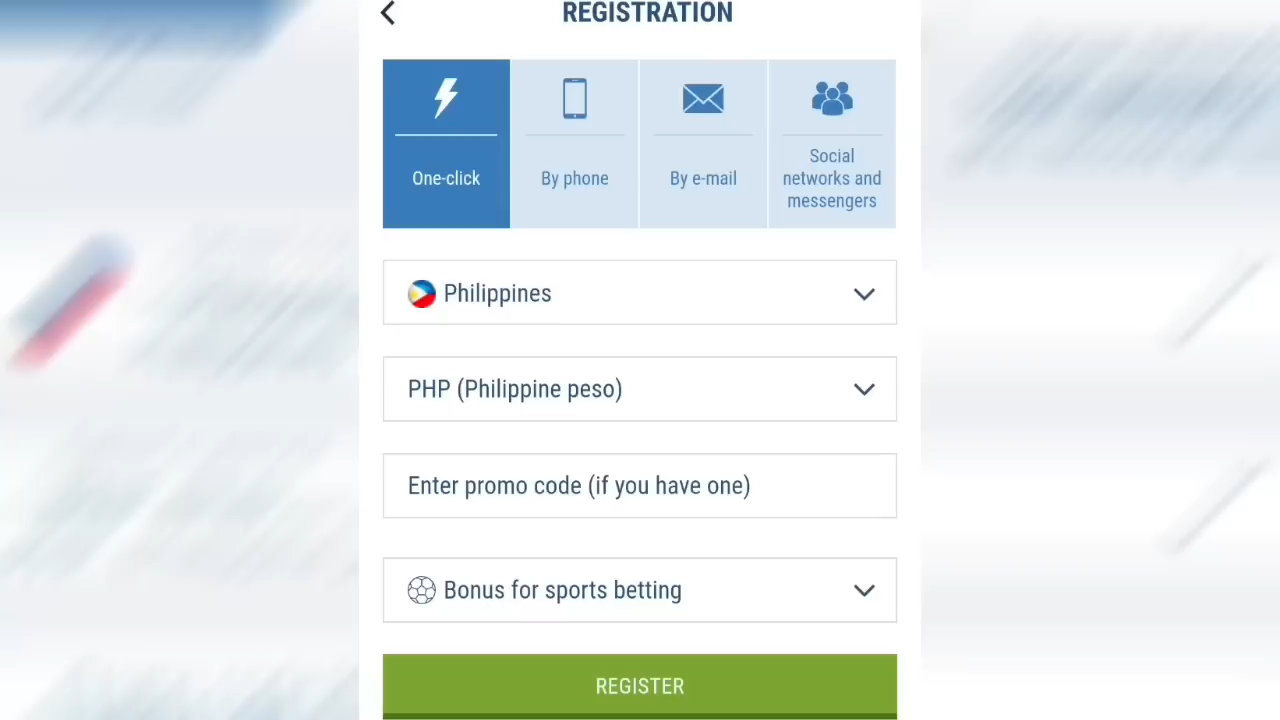 REGISTRATION
One-click
By phone
By e-mail
Social
networks and
messengers
Philippines
PHP (Philippine peso)
Enter promo code (if you have one)
Bonus for sports betting
REGISTER